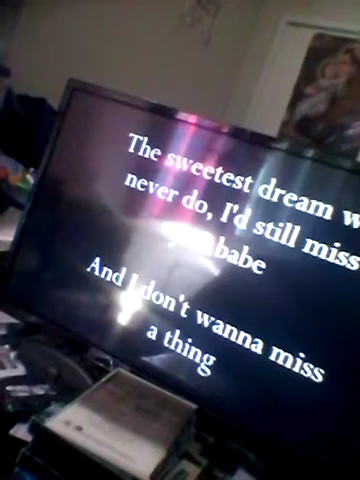 The sweetest dream w
never do, I'd still miss
babe
And I don't wanna miss
a thing